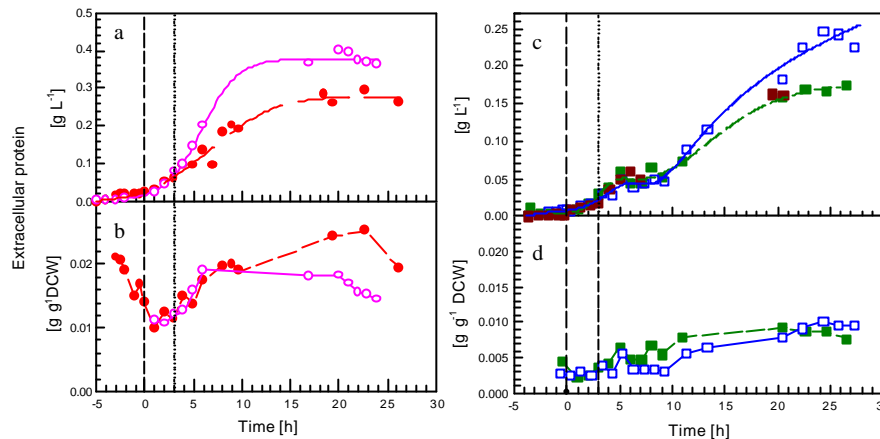 Extracellular protein
[g L-¹]
0.5
0.4
0.3
0.2
0.1
0.0
a
[g g¹DCW]
0.02
0.01
0.00
b
-5 0 5 10 15 20 25 30
Time [h]
[g L-¹]
0.25
0.20
0.15
0.10
0.05
0.00
c
[g g-¹ DCW]
0.020
0.015
0.010
0.005
0.000
d
-5 0 5 10 15 20 25 30
Time [h]